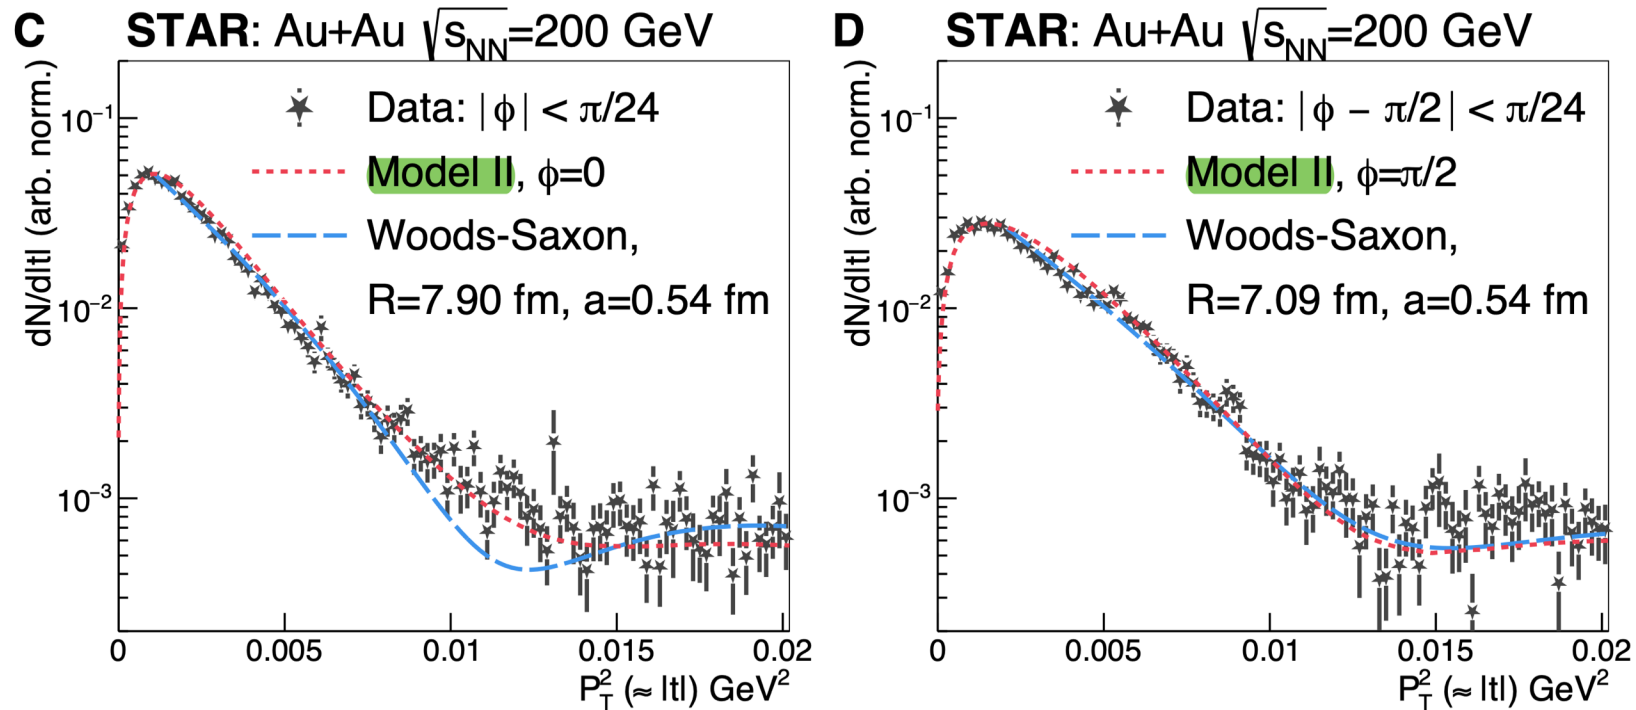 C STAR: Au+Au √sNN=200 GeV
dN/d|t| (arb. norm.)
10−1
10−2
10−3
Data: |ϕ| < π/24
Model II, ϕ=0
Woods-Saxon,
R=7.90 fm, a=0.54 fm
0 0.005 0.01 0.015 0.02
P2T (≈ |t|) GeV2
D STAR: Au+Au √sNN=200 GeV
dN/d|t| (arb. norm.)
10−1
10−2
10−3
Data: |ϕ − π/2| < π/24
Model II, ϕ=π/2
Woods-Saxon,
R=7.09 fm, a=0.54 fm
0 0.005 0.01 0.015 0.02
P2T (≈ |t|) GeV2